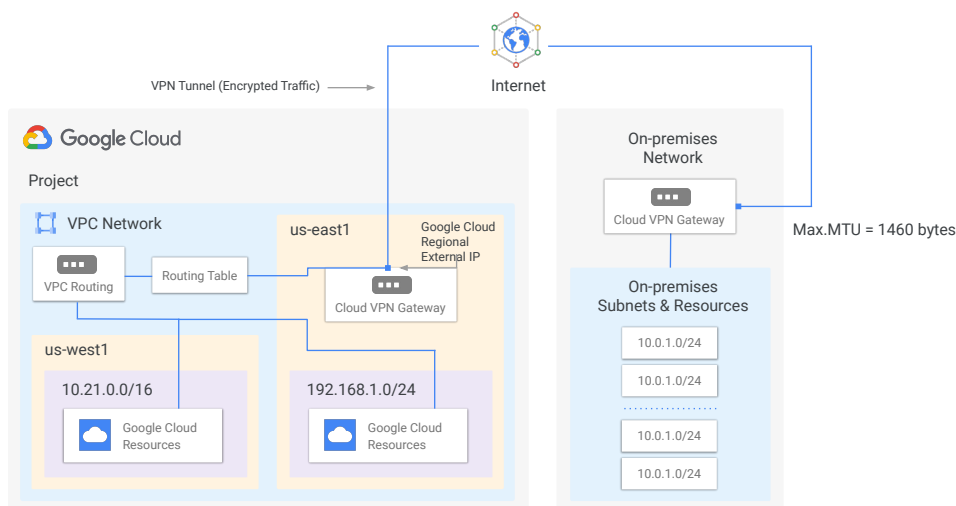 Internet
VPN Tunnel (Encrypted Traffic)
Google Cloud
Project
VPC Network
VPC Routing
Routing Table
us-east1
Google Cloud
Regional
External IP
Cloud VPN Gateway
us-west1
10.21.0.0/16
Google Cloud
Resources
192.168.1.0/24
Google Cloud
Resources
On-premises
Network
Cloud VPN Gateway
Max.MTU = 1460 bytes
On-premises
Subnets & Resources
10.0.1.0/24
10.0.1.0/24
10.0.1.0/24
10.0.1.0/24